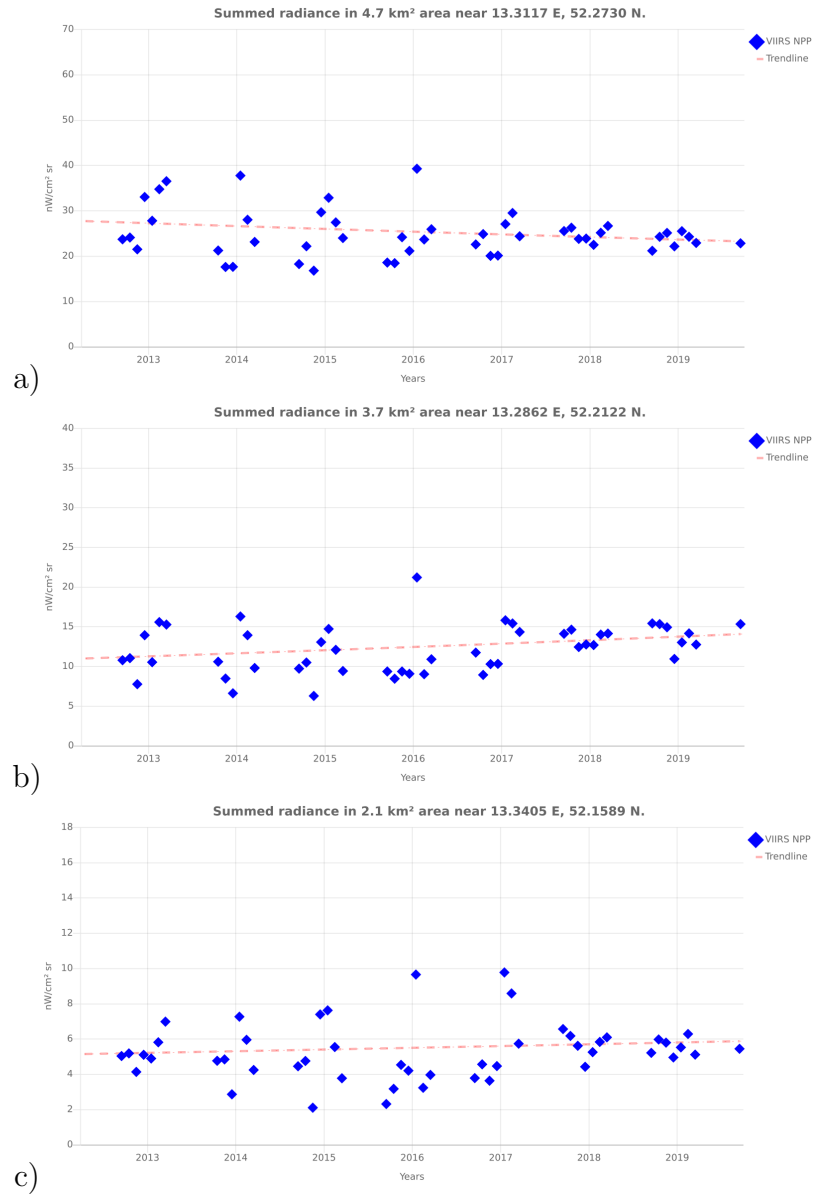 Summed radiance in 4.7 km² area near 13.3117 E, 52.2730 N.
70
60
50
40
30
20
10
0
nW/cm² sr
VIIRS NPP
Trendline
2013 2014 2015 2016 2017 2018 2019
Years
a)
Summed radiance in 3.7 km² area near 13.2862 E, 52.2122 N.
40
35
30
25
20
15
10
5
0
nW/cm² sr
VIIRS NPP
Trendline
2013 2014 2015 2016 2017 2018 2019
Years
b)
Summed radiance in 2.1 km² area near 13.3405 E, 52.1589 N.
18
16
14
12
10
8
6
4
2
0
nW/cm² sr
VIIRS NPP
Trendline
2013 2014 2015 2016 2017 2018 2019
Years
c)